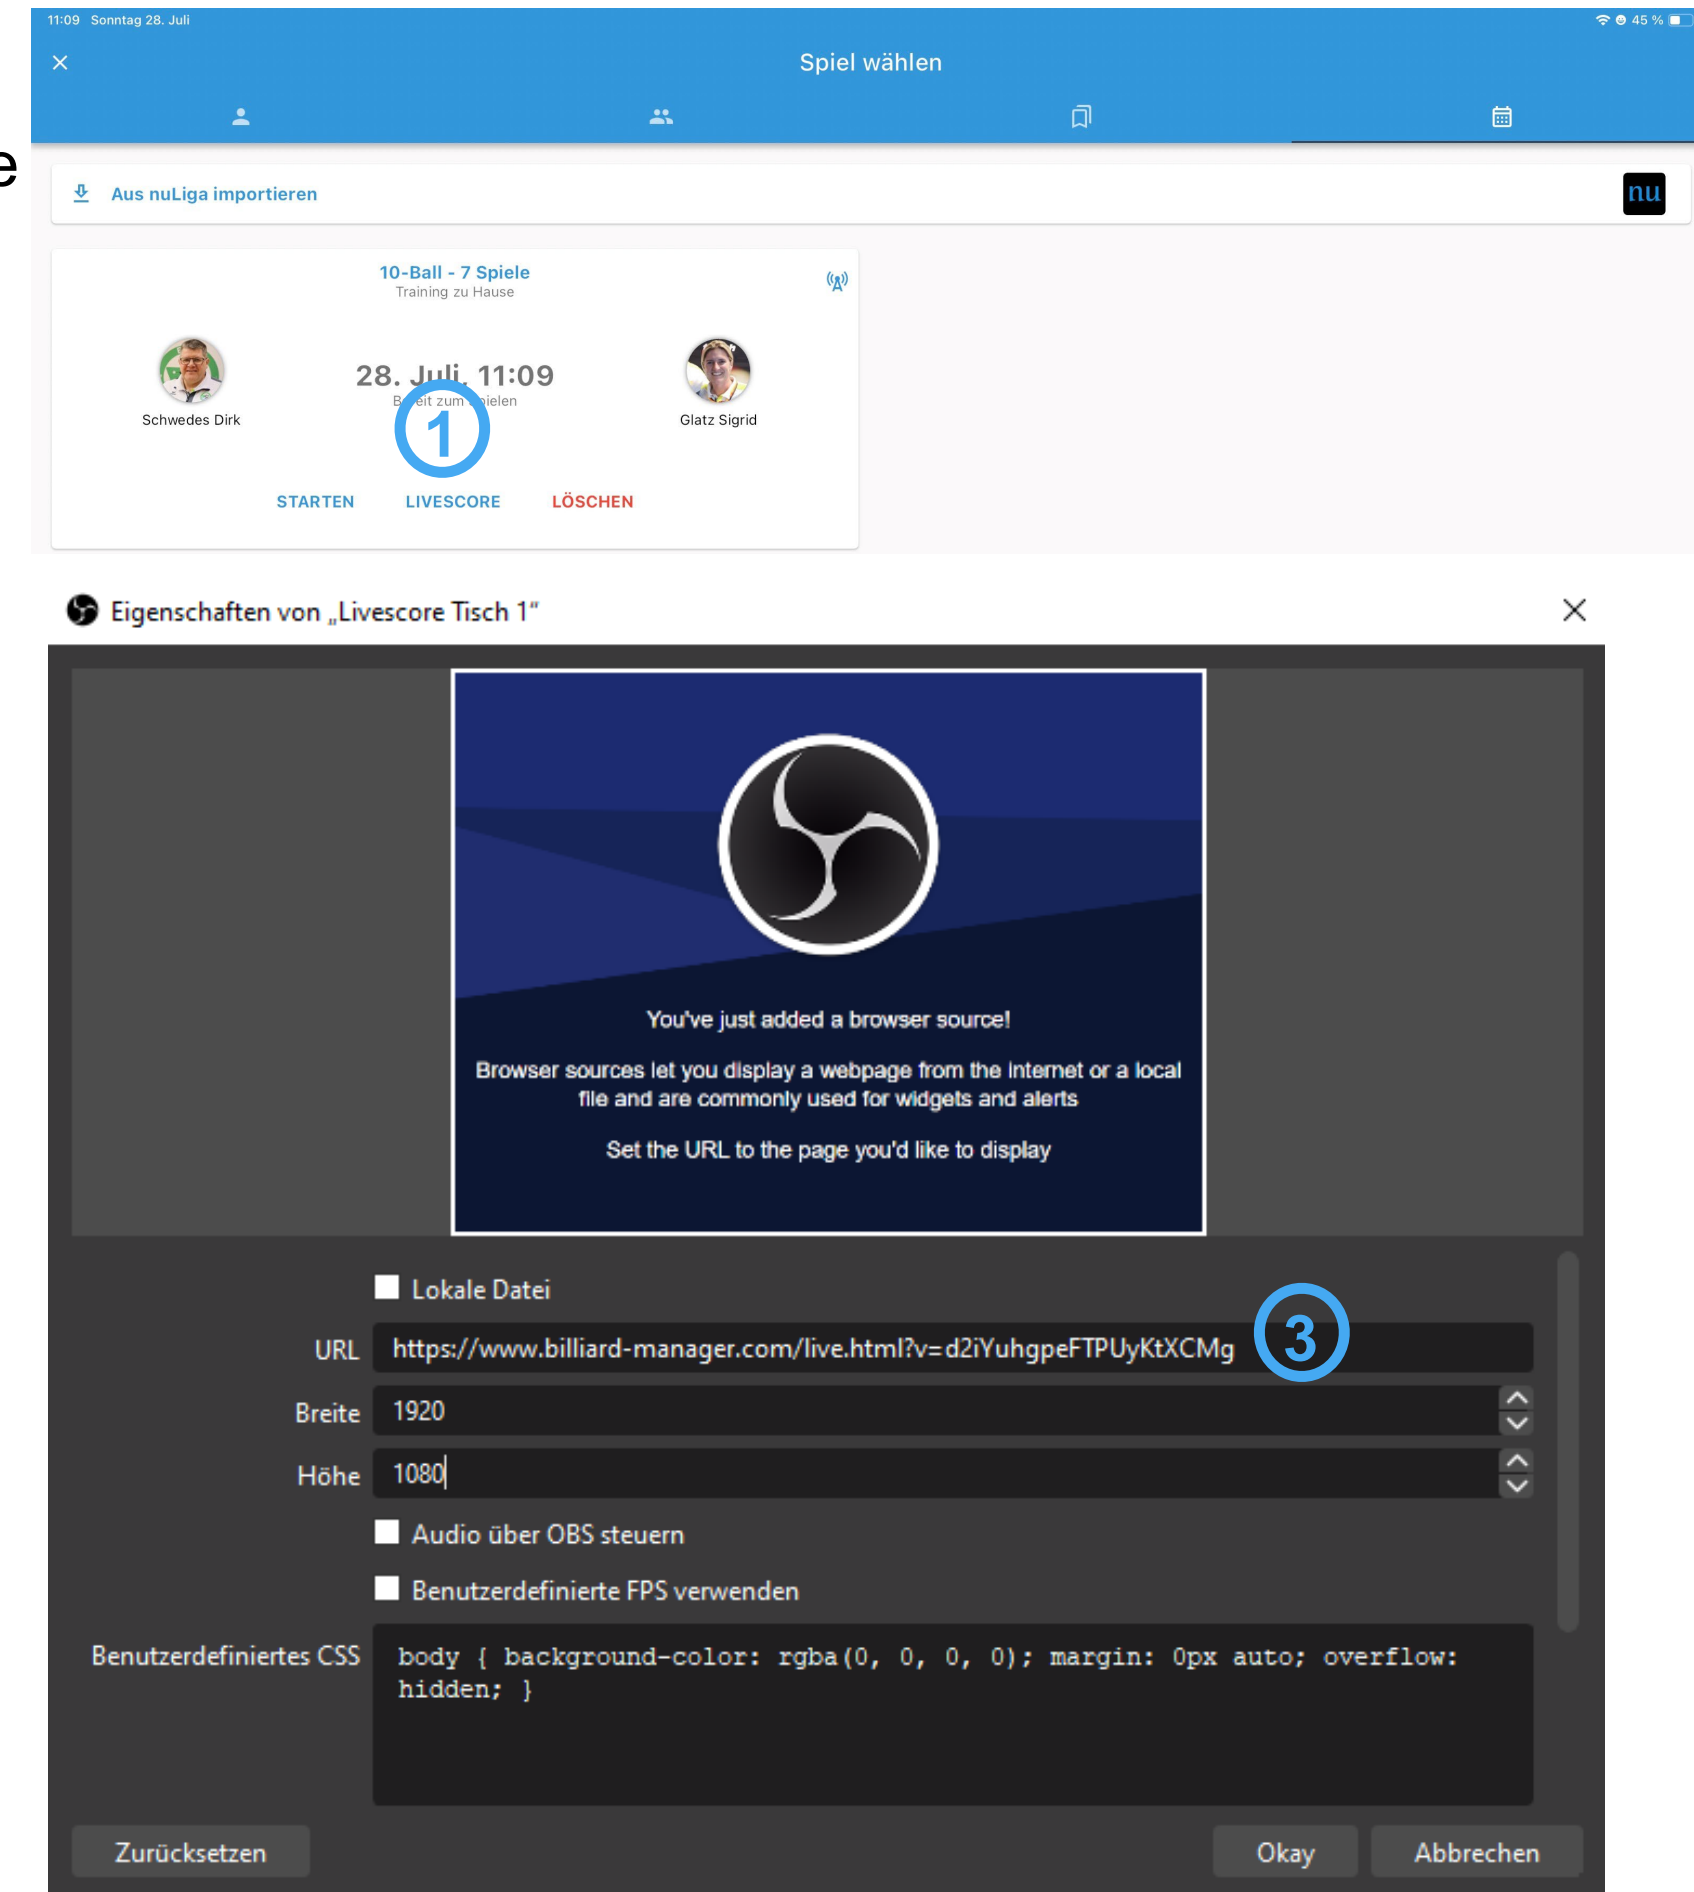 11:09 Sonntag 28. Juli
45 %
Spiel wählen
e
Aus nuLiga importieren
nu
10-Ball - 7 Spiele
Training zu Hause
28. Juli, 11:09
Bereit zum Spielen
Schwedes Dirk
Glatz Sigrid
1
STARTEN LIVESCORE LÖSCHEN
Eigenschaften von „Livescore Tisch 1“
You've just added a browser source!
Browser sources let you display a webpage from the internet or a local
file and are commonly used for widgets and alerts
Set the URL to the page you'd like to display
Lokale Datei
3
URL https://www.billiard-manager.com/live.html?v=d2iYuhgpeFTPUyKtXCMg
Breite 1920
Höhe 1080
Audio über OBS steuern
Benutzerdefinierte FPS verwenden
Benutzerdefiniertes CSS body { background-color: rgba(0, 0, 0, 0); margin: 0px auto; overflow:
hidden; }
Zurücksetzen Okay Abbrechen